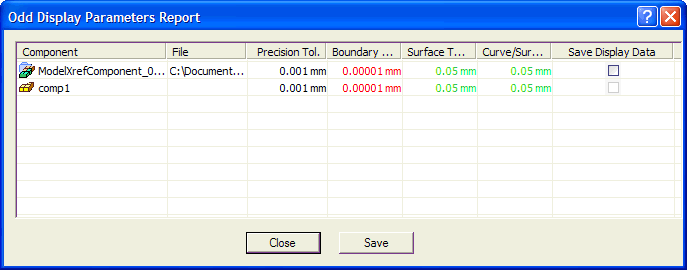 Odd Display Parameters Report
Component File Precision Tol. Boundary ... Surface T... Curve/Sur... Save Display Data
ModelXrefComponent_0... C:\Document... 0.001 mm 0.00001 mm 0.05 mm 0.05 mm
comp1 0.001 mm 0.00001 mm 0.05 mm 0.05 mm
Close Save